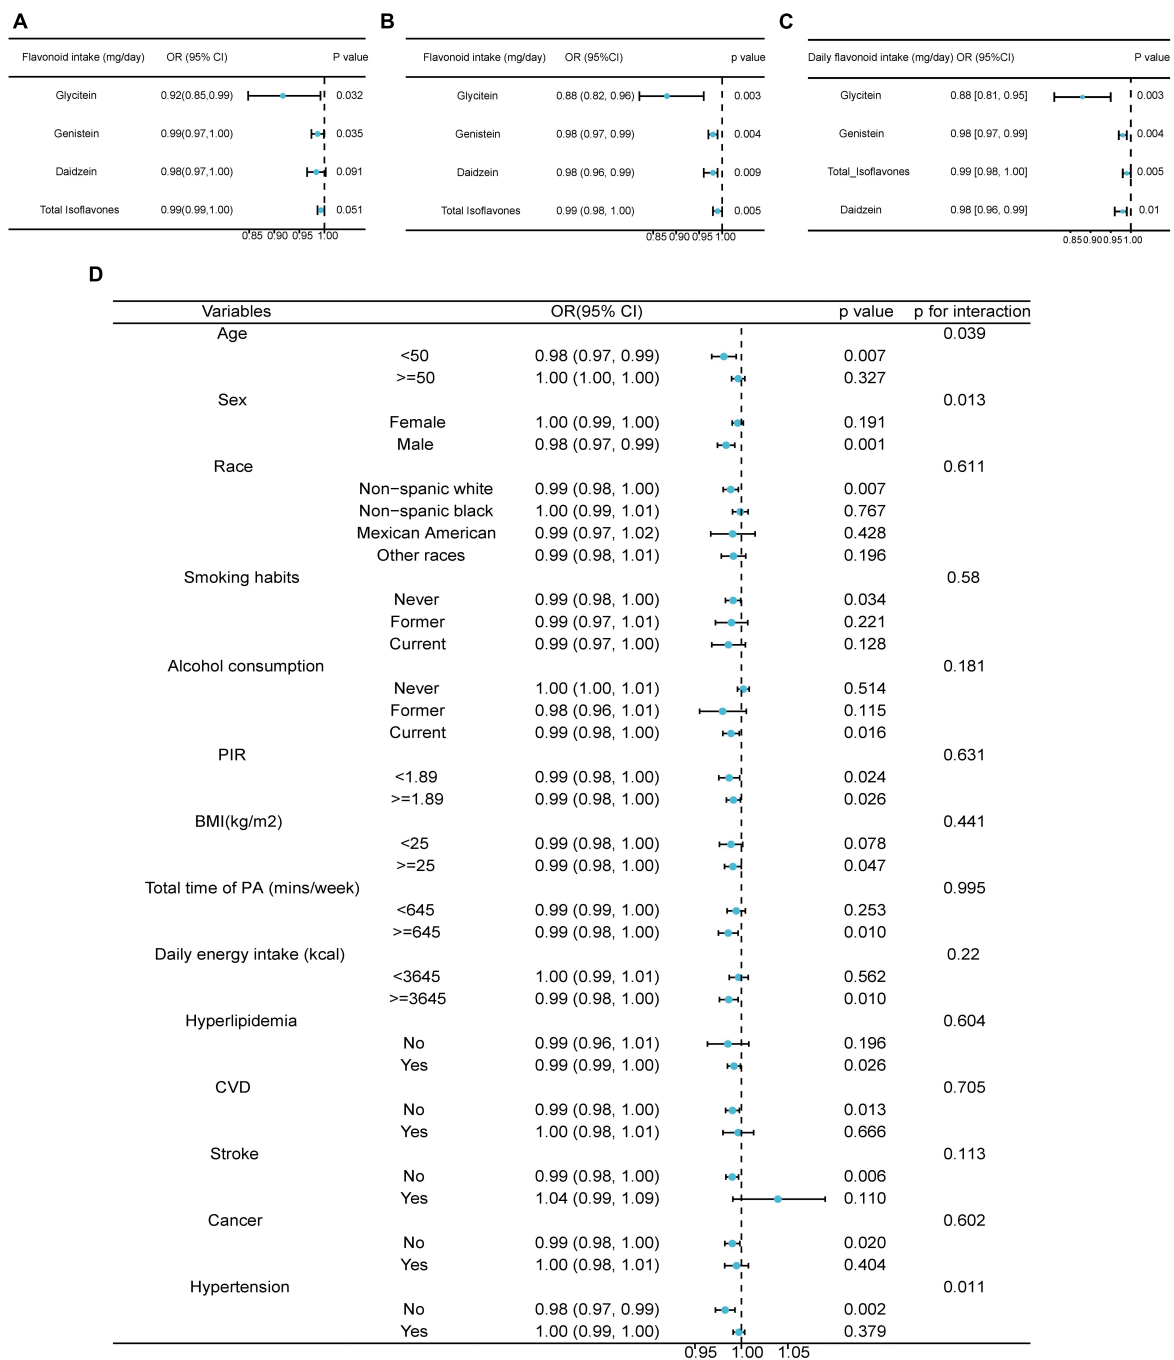 A
Flavonoid intake (mg/day) OR (95% CI) P value
Glycitein 0.92(0.85,0.99) 0.032
Genistein 0.99(0.97,1.00) 0.035
Daidzein 0.98(0.97,1.00) 0.091
Total Isoflavones 0.99(0.99,1.00) 0.051
0.85 0.90 0.95 1.00
B
Flavonoid intake (mg/day) OR (95%CI) p value
Glycitein 0.88 (0.82, 0.96) 0.003
Genistein 0.98 (0.97, 0.99) 0.004
Daidzein 0.98 (0.96, 0.99) 0.009
Total Isoflavones 0.99 (0.98, 1.00) 0.005
0.85 0.90 0.95 1.00
C
Daily flavonoid intake (mg/day) OR (95%CI) P value
Glycitein 0.88 [0.81, 0.95] 0.003
Genistein 0.98 [0.97, 0.99] 0.004
Total_Isoflavones 0.99 [0.98, 1.00] 0.005
Daidzein 0.98 [0.96, 0.99] 0.01
0.85 0.90 0.95 1.00
D
Variables OR(95% CI) p value p for interaction
Age 0.039
<50 0.98 (0.97, 0.99) 0.007
>=50 1.00 (1.00, 1.00) 0.327
Sex 0.013
Female 1.00 (0.99, 1.00) 0.191
Male 0.98 (0.97, 0.99) 0.001
Race 0.611
Non−spanic white 0.99 (0.98, 1.00) 0.007
Non−spanic black 1.00 (0.99, 1.01) 0.767
Mexican American 0.99 (0.97, 1.02) 0.428
Other races 0.99 (0.98, 1.01) 0.196
Smoking habits 0.58
Never 0.99 (0.98, 1.00) 0.034
Former 0.99 (0.97, 1.01) 0.221
Current 0.99 (0.97, 1.00) 0.128
Alcohol consumption 0.181
Never 1.00 (1.00, 1.01) 0.514
Former 0.98 (0.96, 1.01) 0.115
Current 0.99 (0.98, 1.00) 0.016
PIR 0.631
<1.89 0.99 (0.98, 1.00) 0.024
>=1.89 0.99 (0.98, 1.00) 0.026
BMI(kg/m2) 0.441
<25 0.99 (0.98, 1.00) 0.078
>=25 0.99 (0.98, 1.00) 0.047
Total time of PA (mins/week) 0.995
<645 0.99 (0.99, 1.00) 0.253
>=645 0.99 (0.98, 1.00) 0.010
Daily energy intake (kcal) 0.22
<3645 1.00 (0.99, 1.01) 0.562
>=3645 0.99 (0.98, 1.00) 0.010
Hyperlipidemia 0.604
No 0.99 (0.96, 1.01) 0.196
Yes 0.99 (0.99, 1.00) 0.026
CVD 0.705
No 0.99 (0.98, 1.00) 0.013
Yes 1.00 (0.98, 1.01) 0.666
Stroke 0.113
No 0.99 (0.98, 1.00) 0.006
Yes 1.04 (0.99, 1.09) 0.110
Cancer 0.602
No 0.99 (0.98, 1.00) 0.020
Yes 1.00 (0.98, 1.01) 0.404
Hypertension 0.011
No 0.98 (0.97, 0.99) 0.002
Yes 1.00 (0.99, 1.00) 0.379
0.95 1.00 1.05